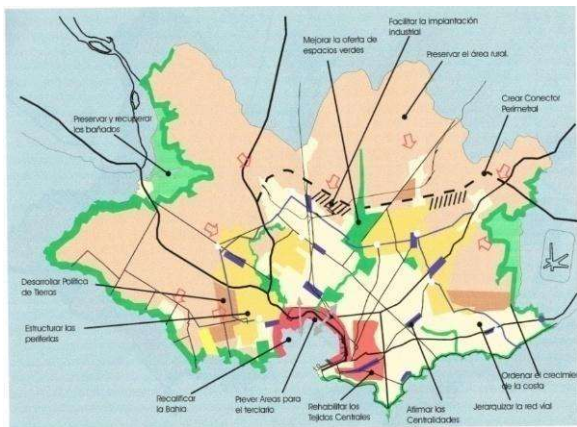 Facilitar la implantación
industrial
Mejorar la oferta de
espacios verdes
Preservar el área rural.
Crear Conector
Perimetral
Preservar y recuperar
los bañados
Desarrollar Política
de Tierras
Estructurar las
periferias
Recalificar
la Bahia
Prever Areas para
el terciario
Rehabilitar los
Tejidos Centrales
Afirmar las
Centralidades
Jerarquizar la red vial
Ordenar el crecimien
de la costa